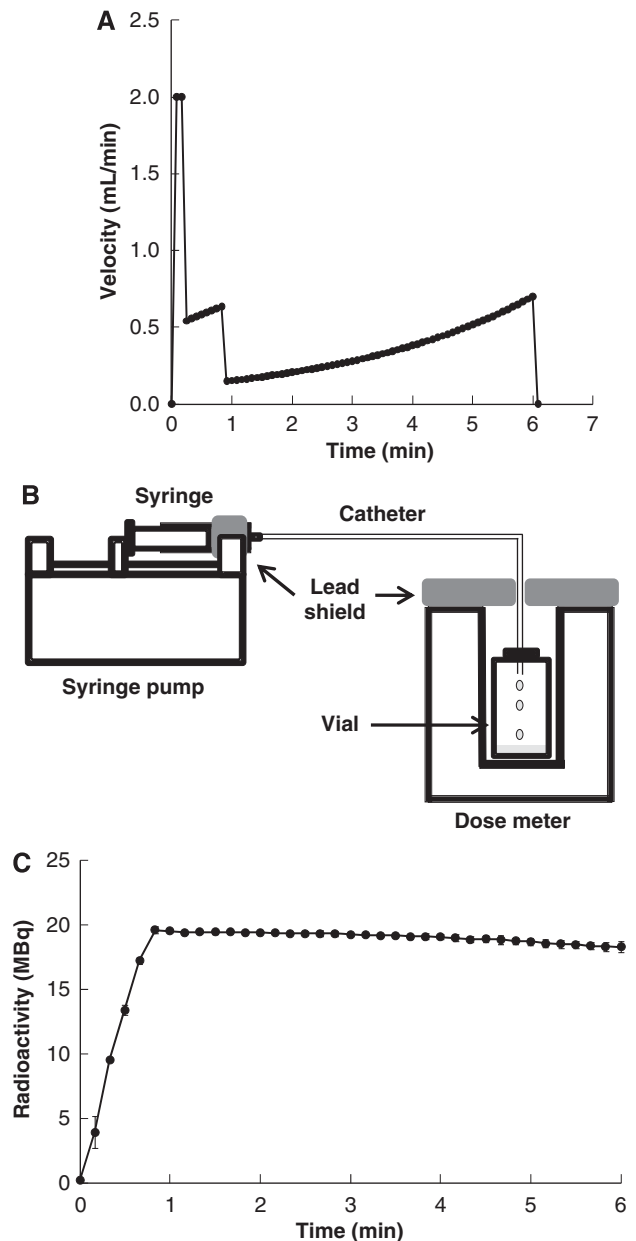 A
2.5
2.0
1.5
1.0
0.5
0.0
Velocity (mL/min)
0 1 2 3 4 5 6 7
Time (min)
B
Syringe
Catheter
Lead
shield
Syringe pump
Vial
Dose meter
C
25
20
15
10
5
0
Radioactivity (MBq)
0 1 2 3 4 5 6
Time (min)